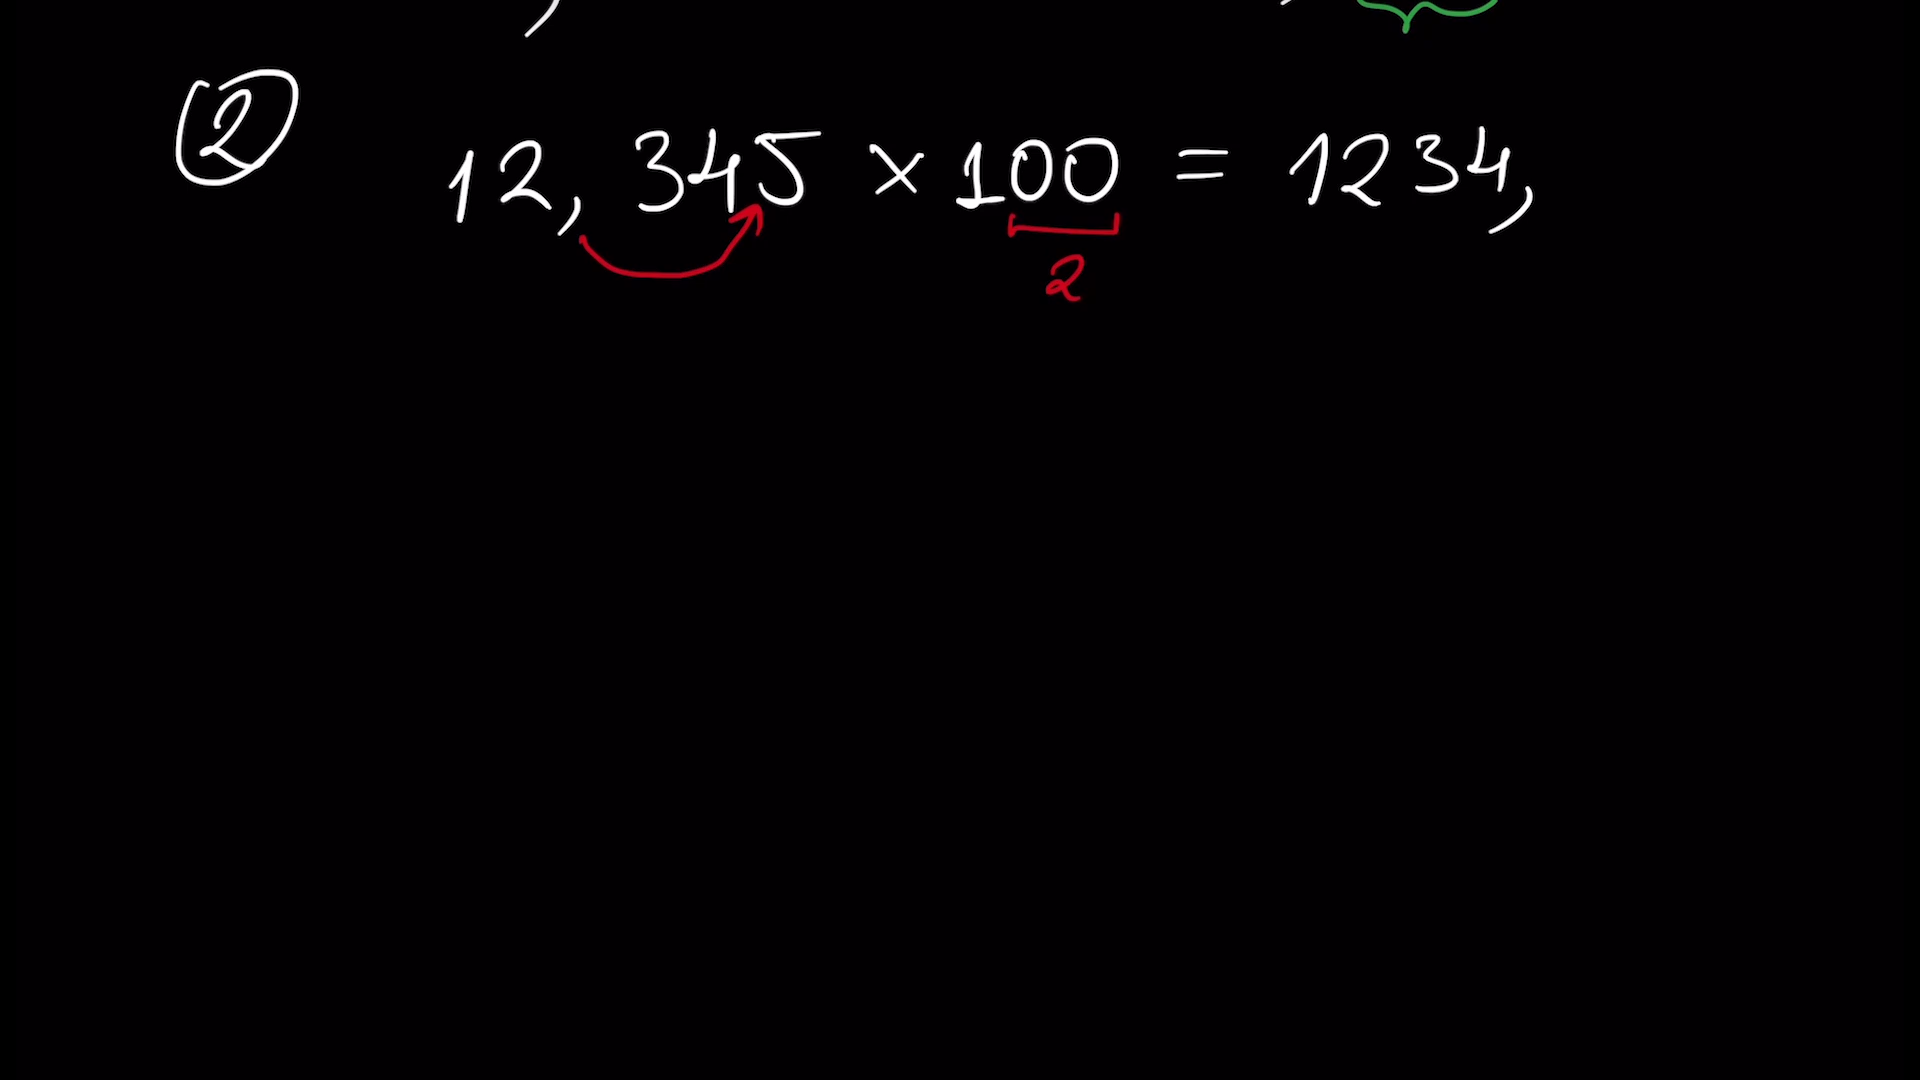 ② 12, 345 × 100 = 1234,
2